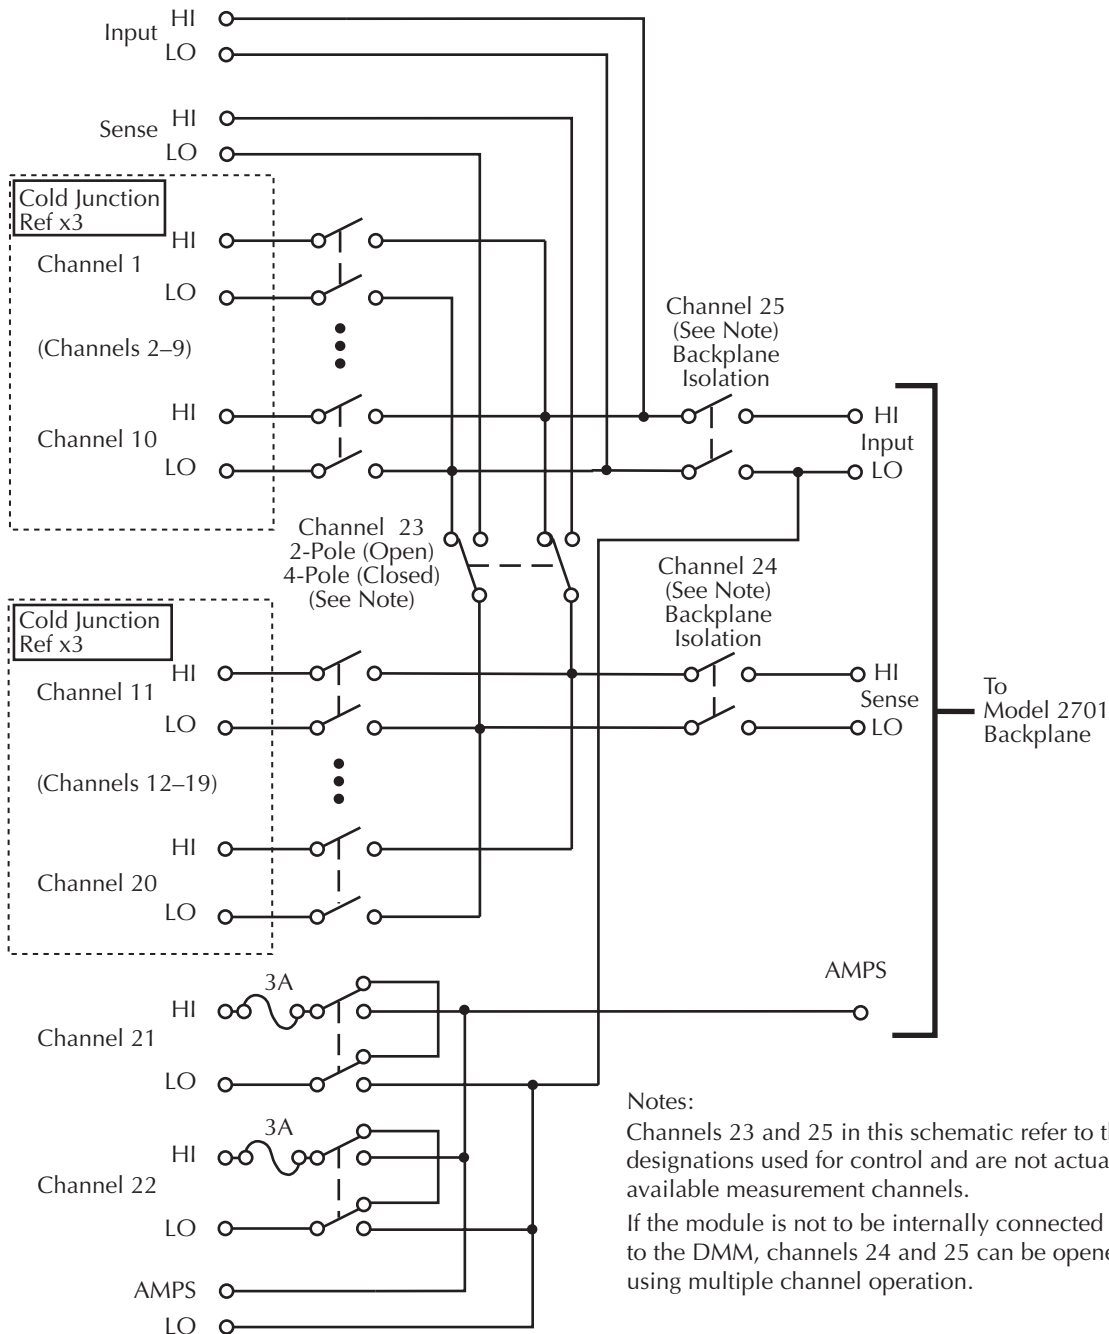 Input
HI
LO
Sense
HI
LO
Cold Junction
Ref x3
Channel 1
HI
LO
(Channels 2–9)
Channel 10
HI
LO
Channel 25
(See Note)
Backplane
Isolation
HI
Input
LO
Channel 23
2-Pole (Open)
4-Pole (Closed)
(See Note)
Channel 24
(See Note)
Backplane
Isolation
Cold Junction
Ref x3
Channel 11
HI
LO
HI
Sense
LO
To
Model 2701
Backplane
(Channels 12–19)
Channel 20
HI
LO
AMPS
3A
Channel 21
HI
LO
3A
Channel 22
HI
LO
AMPS
LO
Notes:
Channels 23 and 25 in this schematic refer to
designations used for control and are not
available measurement channels.
If the module is not to be internally connected
to the DMM, channels 24 and 25 can be
using multiple channel operation.